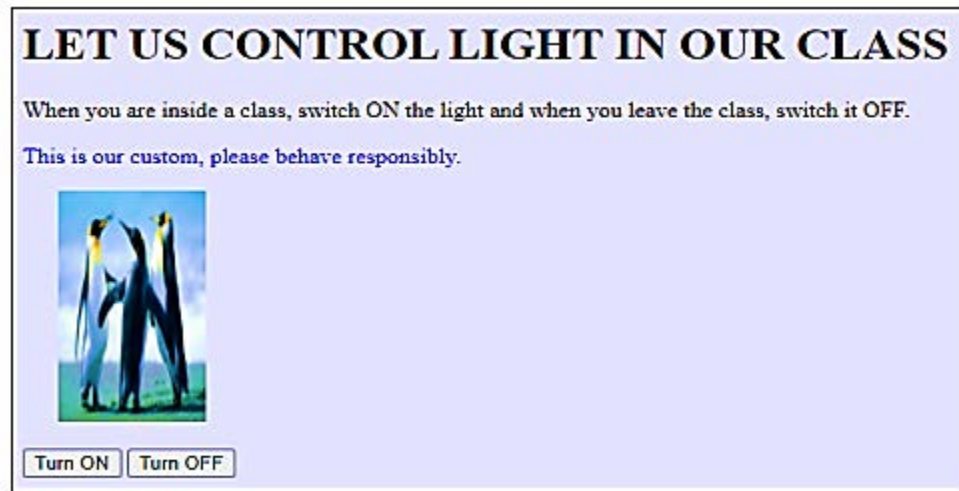 LET US CONTROL LIGHT IN OUR CLASS
When you are inside a class, switch ON the light and when you leave the class, switch it OFF.
This is our custom, please behave responsibly.
Turn ON Turn OFF